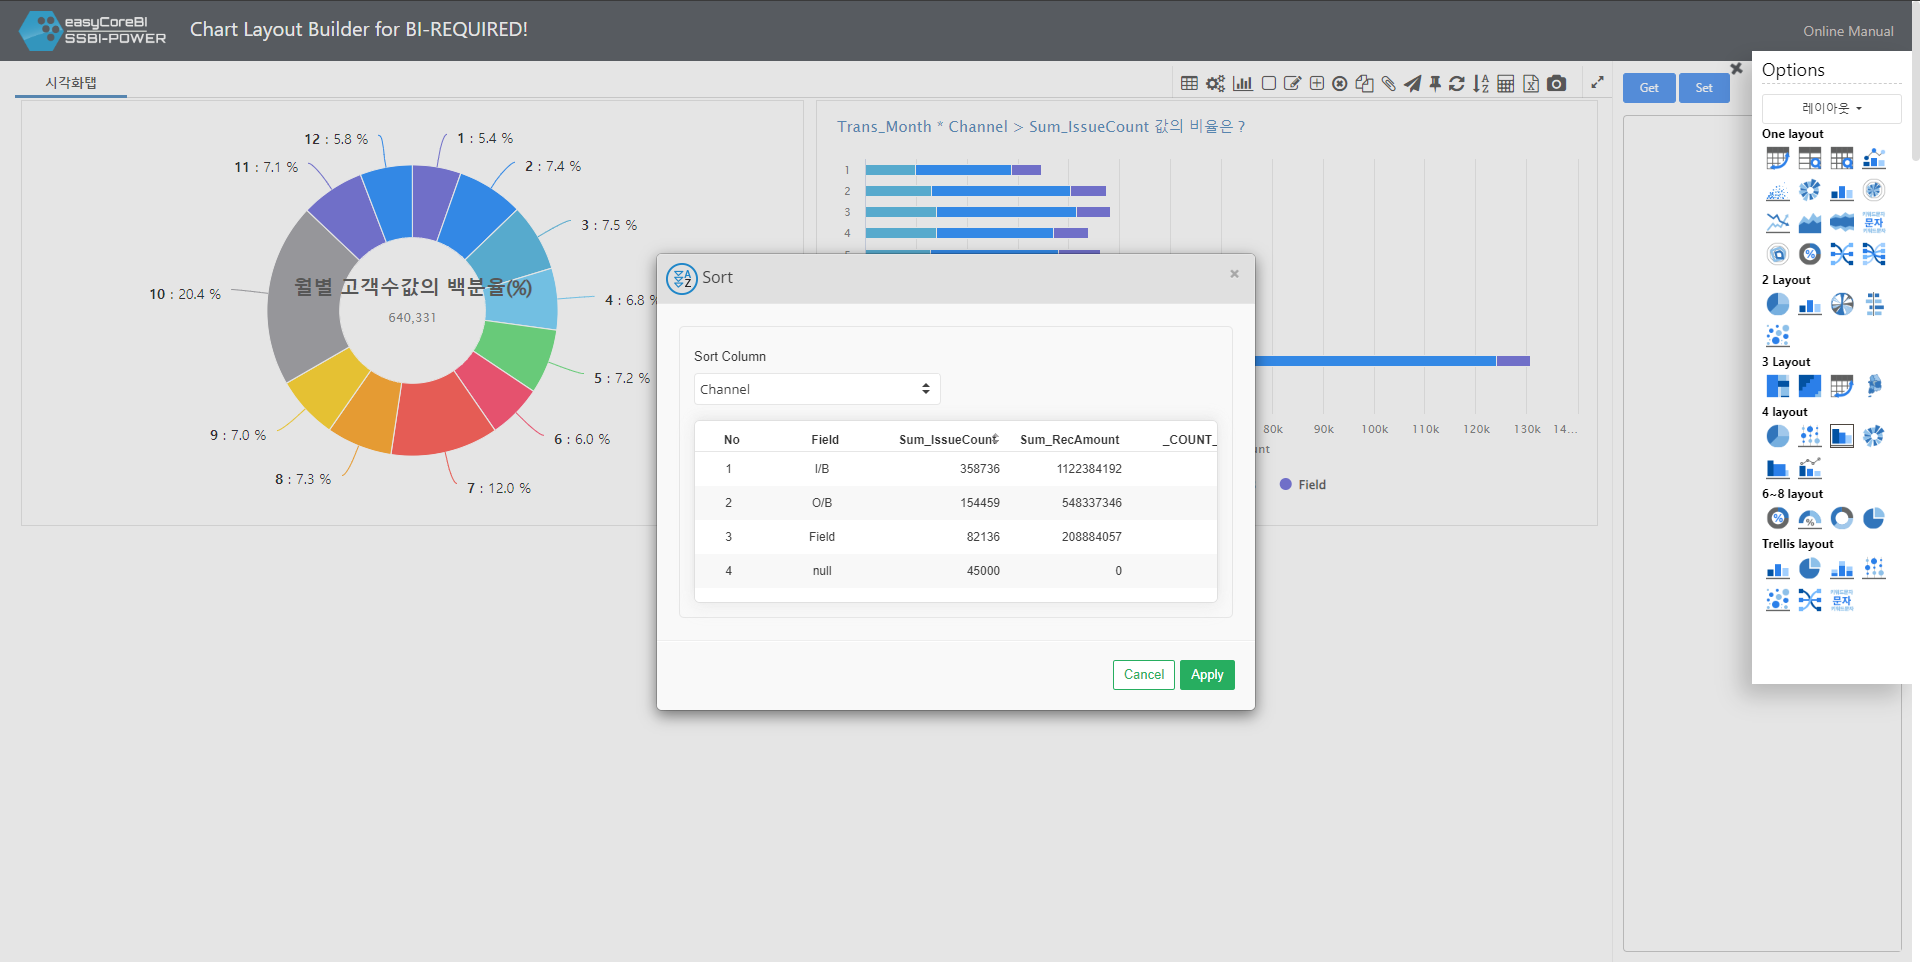 easyCoreBI
SSBI-POWER
Chart Layout Builder for BI-REQUIRED!
Online Manual
시각화탭
Get
Set
Options
레이아웃
One layout
문자
2 Layout
3 Layout
4 layout
6~8 layout
Trellis layout
문자
12 : 5.8 %
1 : 5.4 %
11 : 7.1 %
2 : 7.4 %
3 : 7.5 %
10 : 20.4 %
4 : 6.8 %
5 : 7.2 %
9 : 7.0 %
6 : 6.0 %
8 : 7.3 %
7 : 12.0 %
월별 고객수값의 백분율(%)
640,331
Trans_Month * Channel > Sum_IssueCount 값의 비율은 ?
1
2
3
4
80k 90k 100k 110k 120k 130k 14...
Field
Sort
Sort Column
Channel
No Field Sum_IssueCount Sum_RecAmount _COUNT_
1 I/B 358736 1122384192
2 O/B 154459 548337346
3 Field 82136 208884057
4 null 45000 0
Cancel
Apply